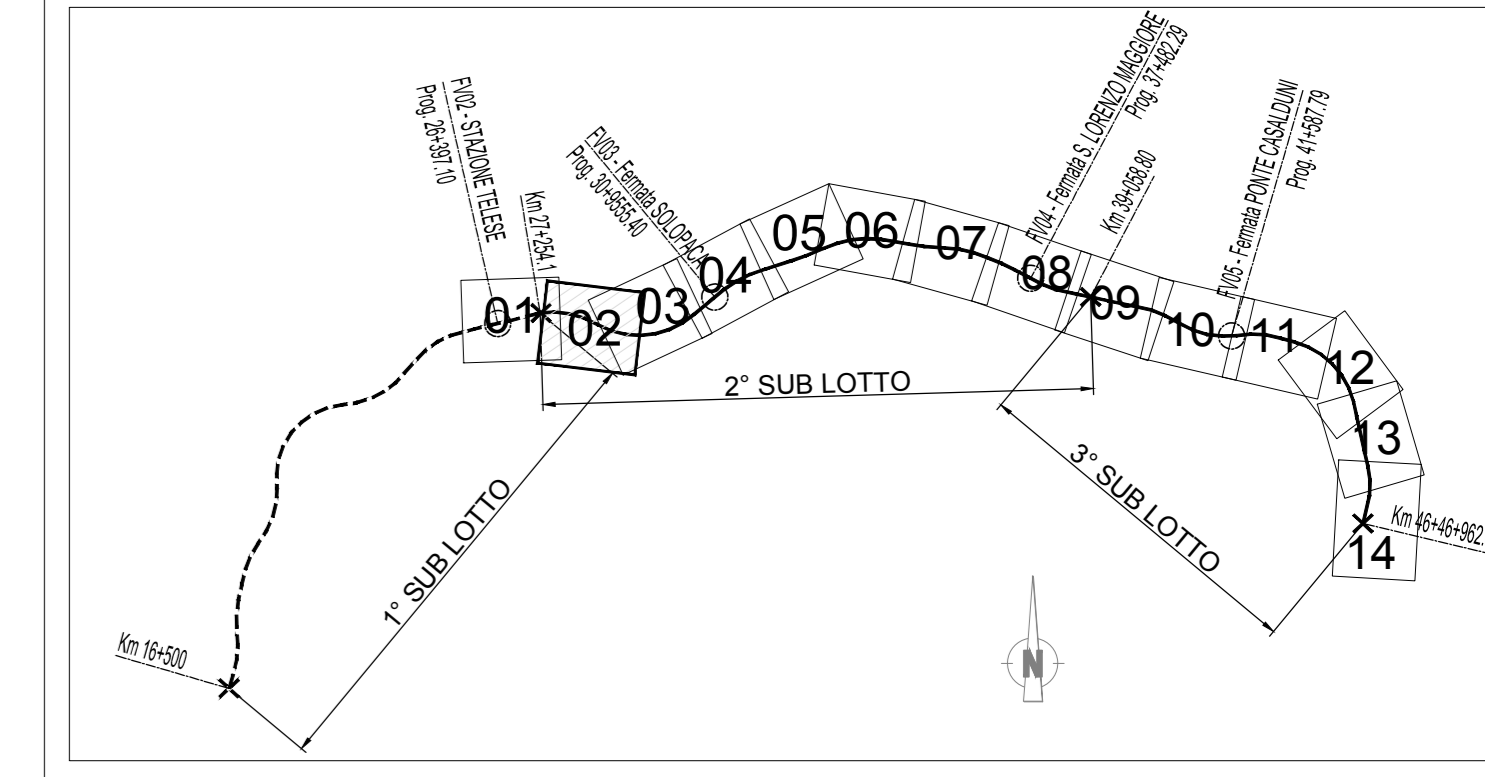 FV02 - STAZIONE TELESE
Prog. 26+397.10
Km 27+254.1
FV03 - Fermata SOLOPACA
Prog. 30+9555.40
FV04 - Fermata S. LORENZO MAGGIORE
Prog. 37+482.29
Km 39+058.80
FV05 - Fermata PONTE CASALDUNI
Prog. 41+587.79
01
02
03
04
05
06
07
08
09
10
11
12
13
14
Km 46+46+962.
2° SUB LOTTO
1° SUB LOTTO
3° SUB LOTTO
Km 16+500
N